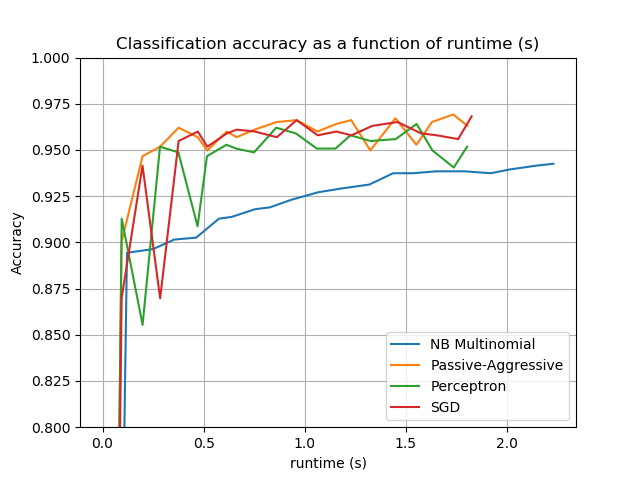 Classification accuracy as a function of runtime (s)
1.000
0.975
0.950
0.925
0.900
0.875
0.850
0.825
0.800
Accuracy
NB Multinomial
Passive-Aggressive
Perceptron
SGD
0.0 0.5 1.0 1.5 2.0
runtime (s)